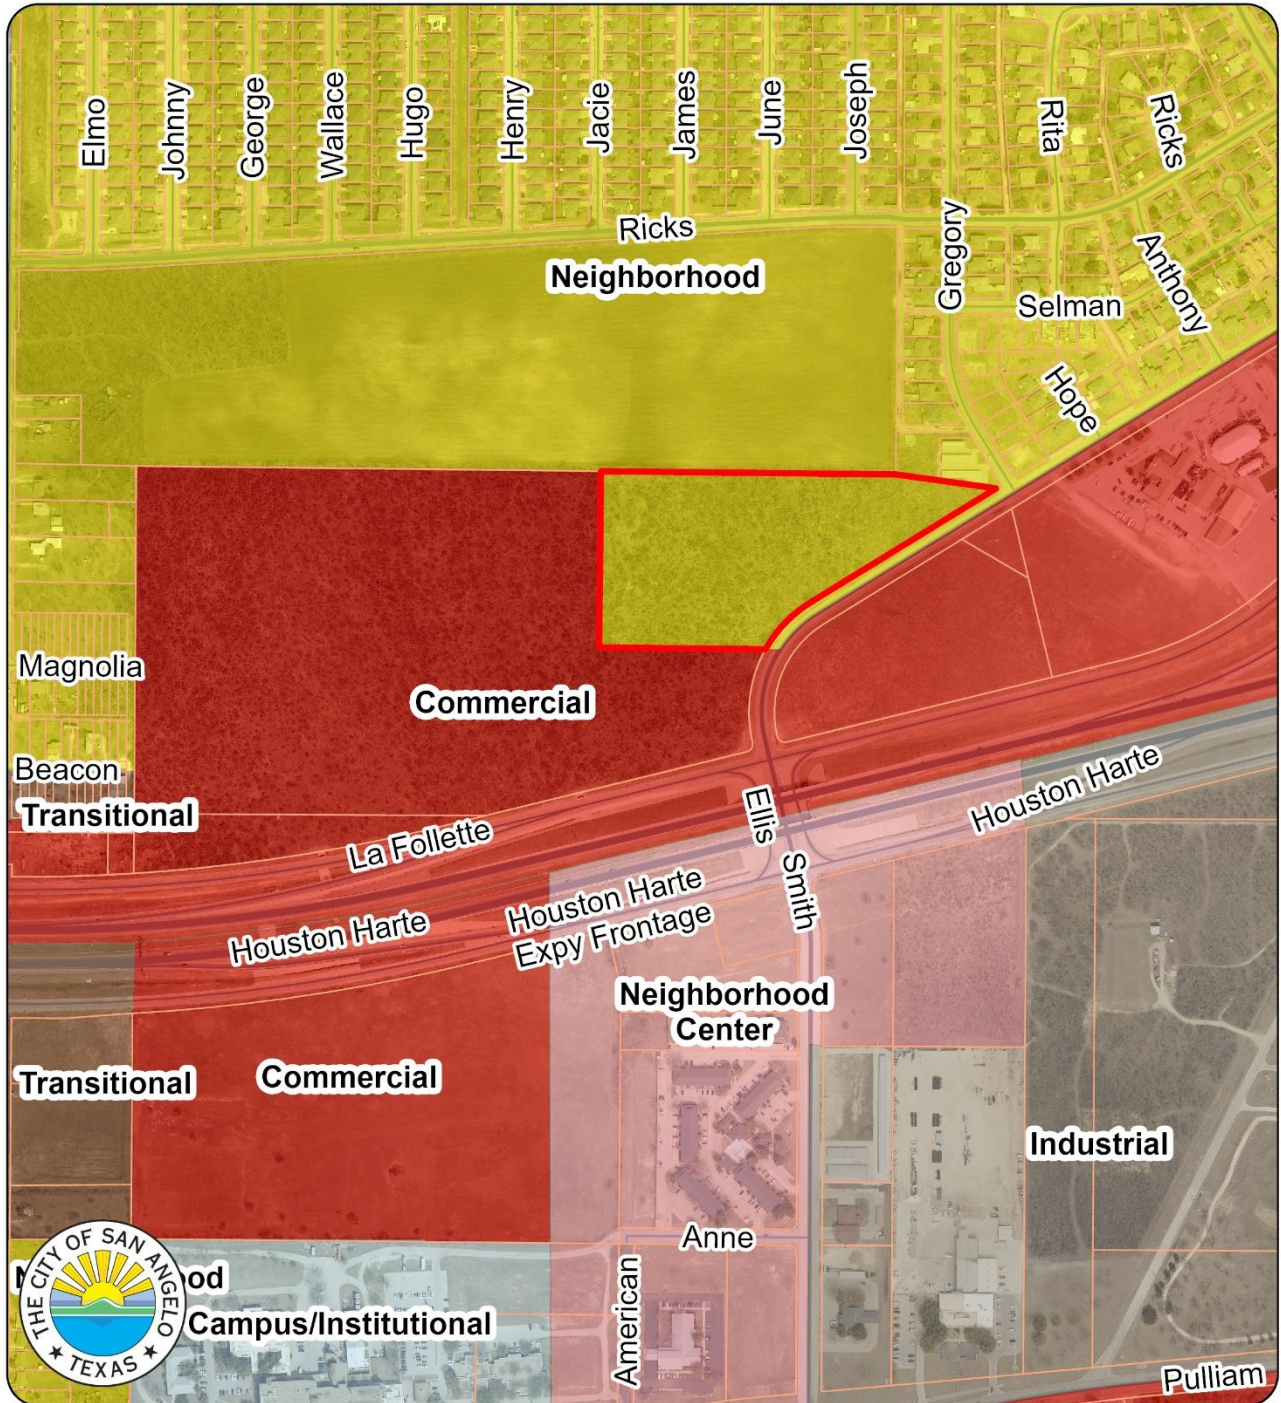 Elmo
Johnny
George
Wallace
Hugo
Henry
Jacie
James
June
Joseph
Rita
Ricks
Ricks
Neighborhood
Gregory
Selman
Anthony
Hope
Magnolia
Commercial
Beacon
Transitional
La Follette
Ellis
Smith
Houston Harte
Houston Harte
Houston Harte
Expy Frontage
Neighborhood
Center
Transitional
Commercial
Industrial
Anne
American
N
ood
Campus/Institutional
Pulliam
THE CITY OF SAN ANGELO
TEXAS